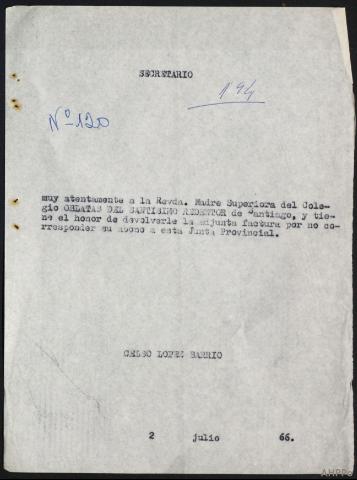 SECRETARIO
194
Nº 120
muy atentamente a la Revda. Madre Superiora del Cole-
gio OBLATAS DEL SANTISIMO REDENTOR de Santiago, y tie-
ne el honor de devolverle la adjunta factura por no co-
rresponder su abono a esta Junta Provincial.
CELSO LOPEZ BARRIO
2 julio 66.
AHPPo